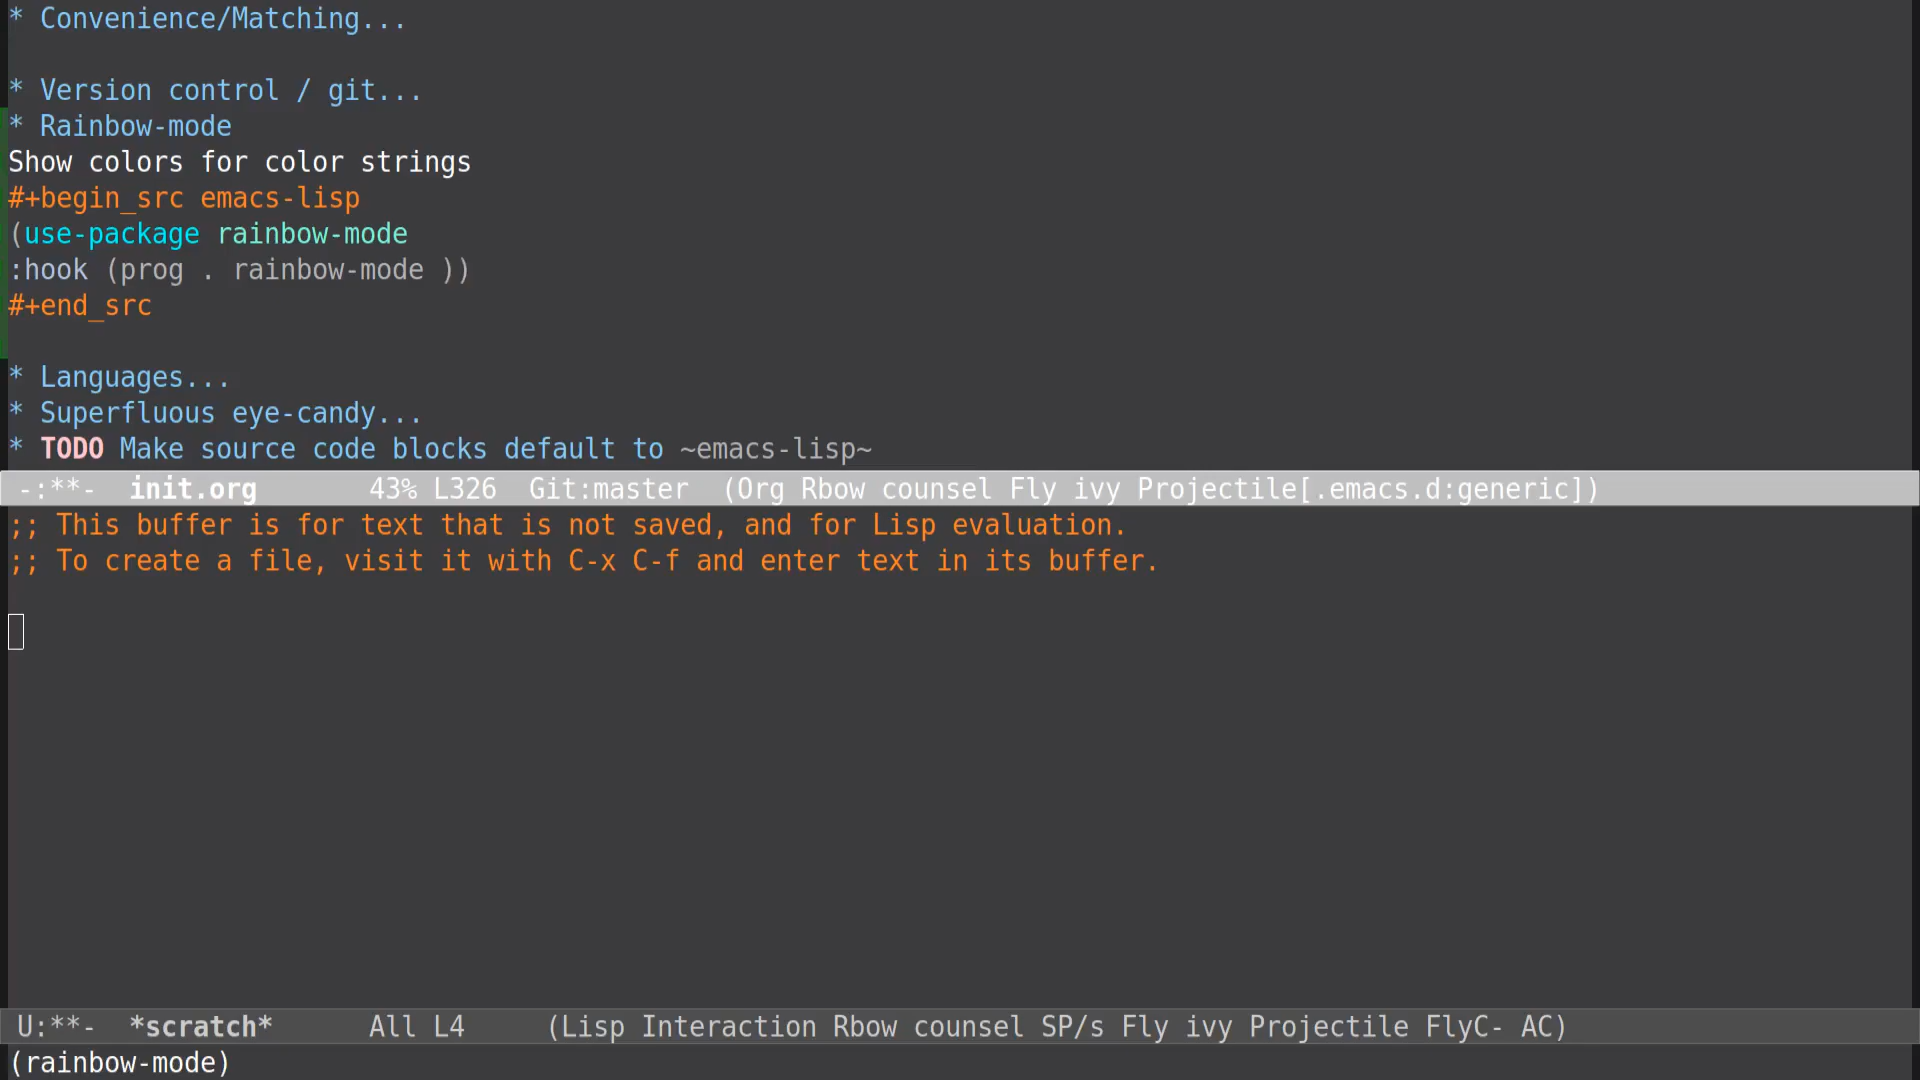 * Convenience/Matching...
* Version control / git...
* Rainbow-mode
Show colors for color strings
#+begin_src emacs-lisp
(use-package rainbow-mode
:hook (prog . rainbow-mode ))
#+end_src
* Languages...
* Superfluous eye-candy...
* TODO Make source code blocks default to ~emacs-lisp~
-:**-  init.org       43% L326  Git:master  (Org Rbow counsel Fly ivy Projectile[.emacs.d:generic])
;; This buffer is for text that is not saved, and for Lisp evaluation.
;; To create a file, visit it with C-x C-f and enter text in its buffer.
U:**-  *scratch*      All L4     (Lisp Interaction Rbow counsel SP/s Fly ivy Projectile FlyC- AC)
(rainbow-mode)